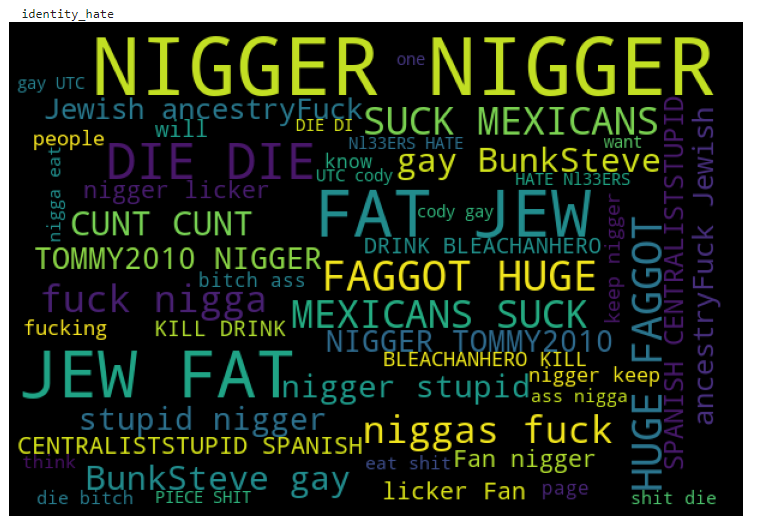 identity_hate
NIGGER NIGGER
one
gay UTC
Jewish ancestryFuck
SUCK MEXICANS
will
DIE DI
people
Nl33ERS HATE
want
DIE DIE
know
gay BunkSteve
UTC cody
HATE Nl33ERS
nigga eat
nigger licker
FAT JEW
cody gay
CUNT CUNT
DRINK BLEACHANHERO
TOMMY2010 NIGGER
bitch ass
FAGGOT HUGE
keep nigger
HUGE FAGGOT
SPANISH CENTRALISTSTUPID
ancestryFuck Jewish
fuck nigga
MEXICANS SUCK
fucking
KILL DRINK
NIGGER TOMMY2010
BLEACHANHERO KILL
JEW FAT
nigger stupid
nigger keep
ass nigga
stupid nigger
niggas fuck
CENTRALISTSTUPID SPANISH
think
eat shit
Fan nigger
BunkSteve gay
licker Fan
page
die bitch
PIECE SHIT
shit die